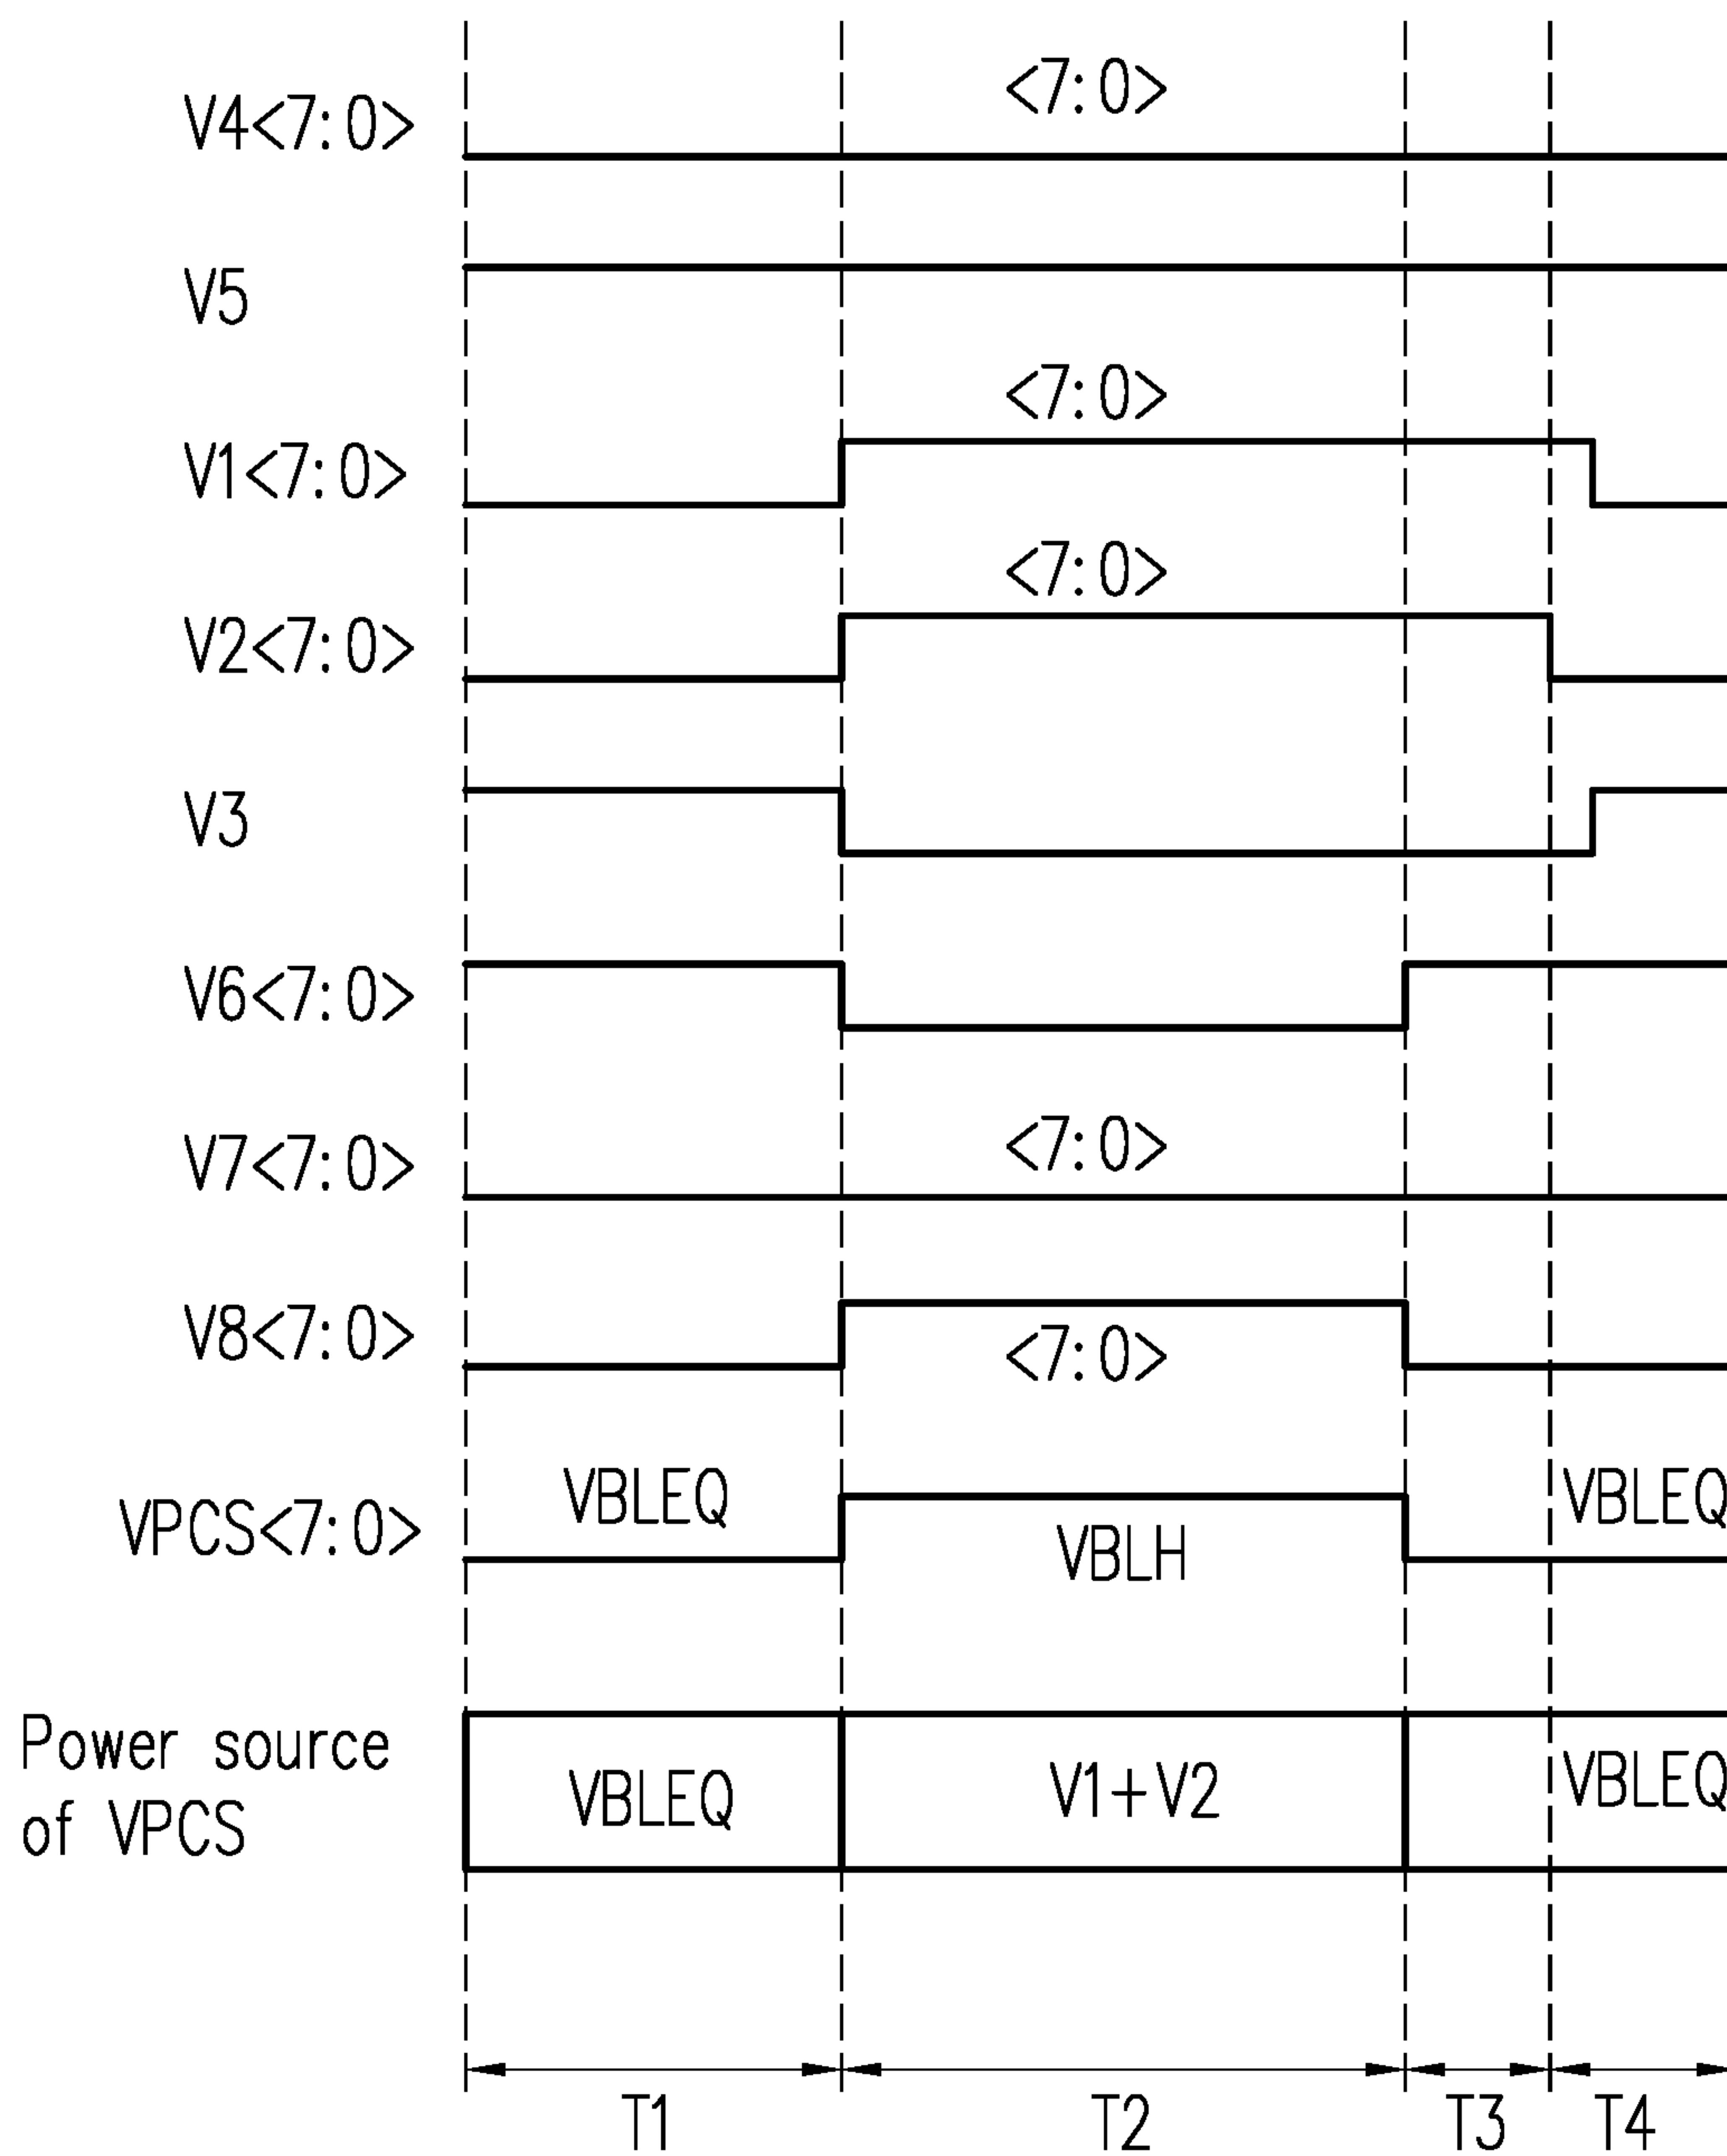 <7:0>
V4<7:0>
V5
<7:0>
V1<7:0>
<7:0>
V2<7:0>
V3
V6<7:0>
<7:0>
V7<7:0>
V8<7:0>
<7:0>
VBLEQ
VBLEQ
VPCS<7:0>
VBLH
Power source
of VPCS
VBLEQ
V1+V2
VBLEQ
T1
T2
T3
T4